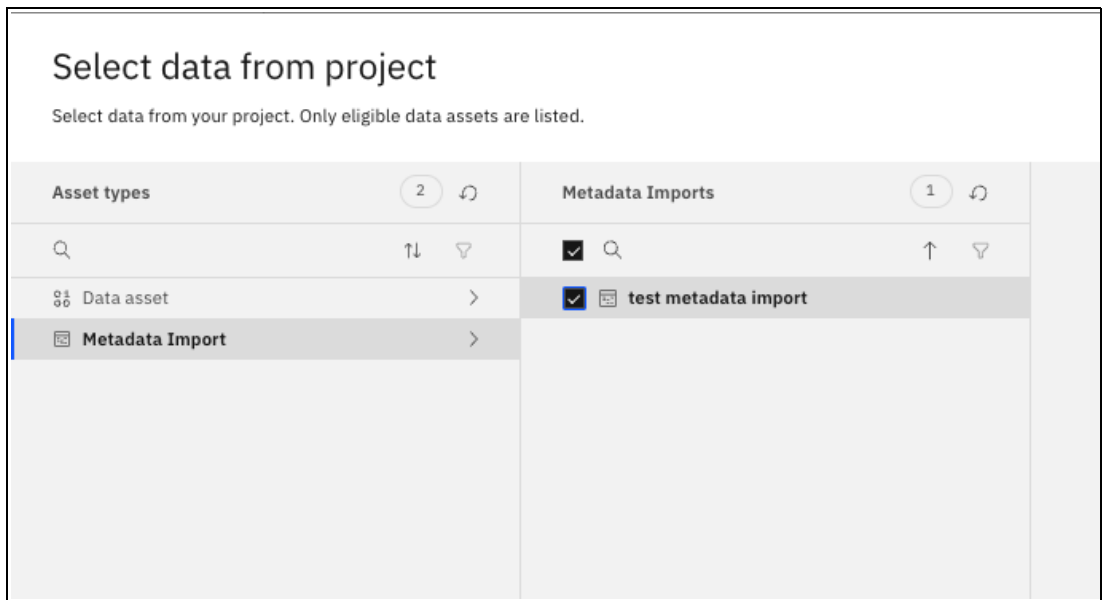 Select data from project
Select data from your project. Only eligible data assets are listed.
Asset types 2
Metadata Imports 1
Data asset
test metadata import
Metadata Import